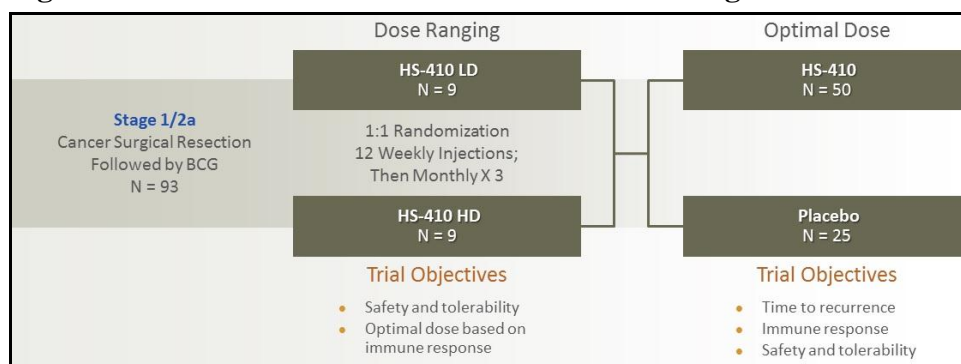 Dose Ranging
Optimal Dose
HS-410 LD
N = 9
HS-410
N = 50
Stage 1/2a
Cancer Surgical Resection
Followed by BCG
N = 93
1:1 Randomization
12 Weekly Injections;
Then Monthly X 3
HS-410 HD
N = 9
Placebo
N = 25
Trial Objectives
• Safety and tolerability
• Optimal dose based on
immune response
Trial Objectives
• Time to recurrence
• Immune response
• Safety and tolerability